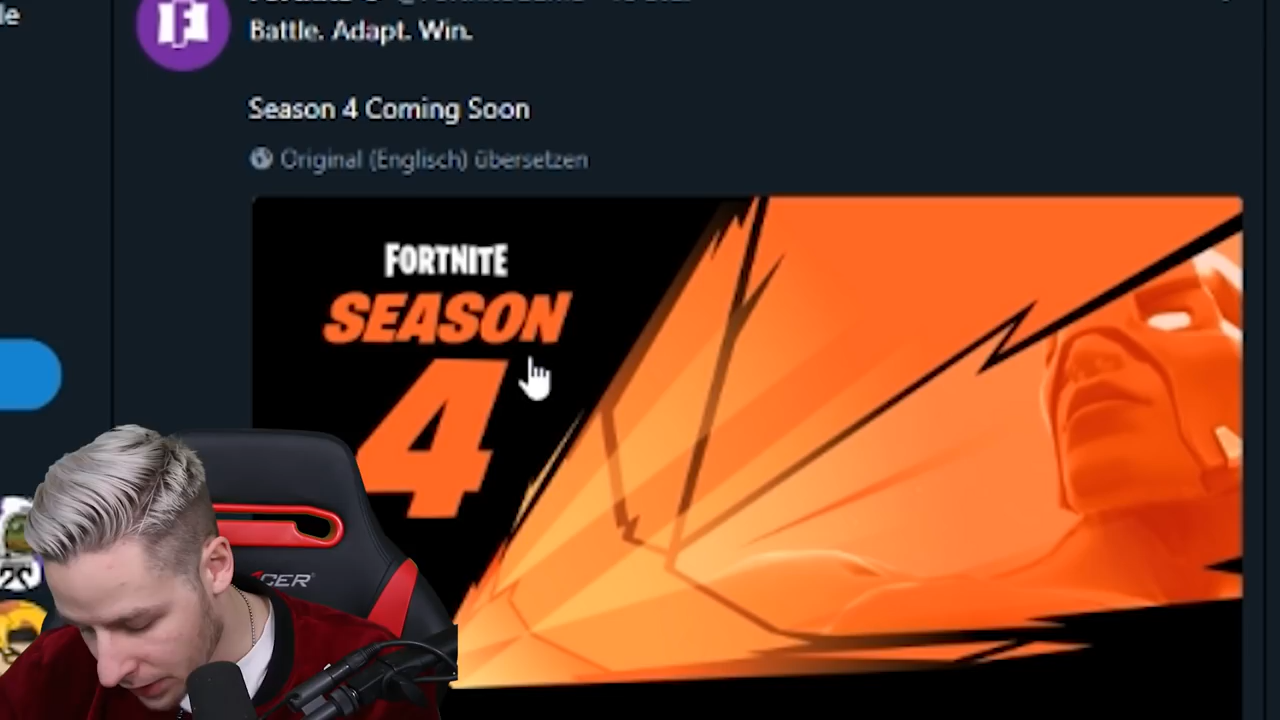 Battle. Adapt. Win.
Season 4 Coming Soon
Original (Englisch) übersetzen
FORTNITE
SEASON
4